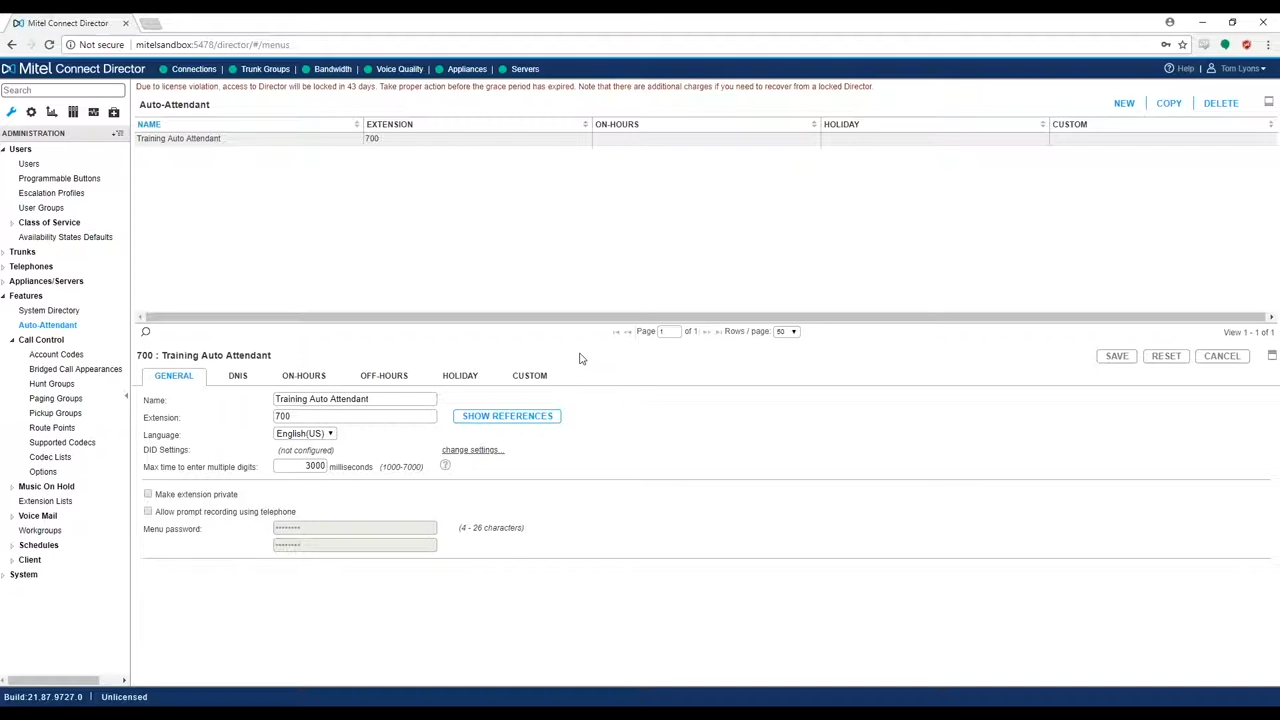 Mitel Connect Director
Not secure | mitelsandbox:5478/director/#/menus
Mitel Connect Director Connections Trunk Groups Bandwidth Voice Quality Appliances Servers Help Tom Lyons
Search
Due to license violation, access to Director will be locked in 43 days. Take proper action before the grace period has expired. Note that there are additional charges if you need to recover from a locked Director.
Auto-Attendant
NEW COPY DELETE
NAME EXTENSION ON-HOURS HOLIDAY CUSTOM
Training Auto Attendant 700
ADMINISTRATION
Users
Users
Programmable Buttons
Escalation Profiles
User Groups
Class of Service
Availability States Defaults
Trunks
Telephones
Appliances/Servers
Features
System Directory
Auto-Attendant
Call Control
Account Codes
Bridged Call Appearances
Hunt Groups
Paging Groups
Pickup Groups
Route Points
Supported Codecs
Codec Lists
Options
Music On Hold
Extension Lists
Voice Mail
Workgroups
Schedules
Client
System
Page 1 of 1 Rows / page: 50
View 1 - 1 of 1
700 : Training Auto Attendant
SAVE RESET CANCEL
GENERAL DNIS ON-HOURS OFF-HOURS HOLIDAY CUSTOM
Name: Training Auto Attendant
Extension: 700 SHOW REFERENCES
Language: English(US)
DID Settings: (not configured) change settings...
Max time to enter multiple digits: 3000 milliseconds (1000-7000) ?
Make extension private
Allow prompt recording using telephone
Menu password: (4 - 26 characters)
Build:21.87.9727.0 | Unlicensed